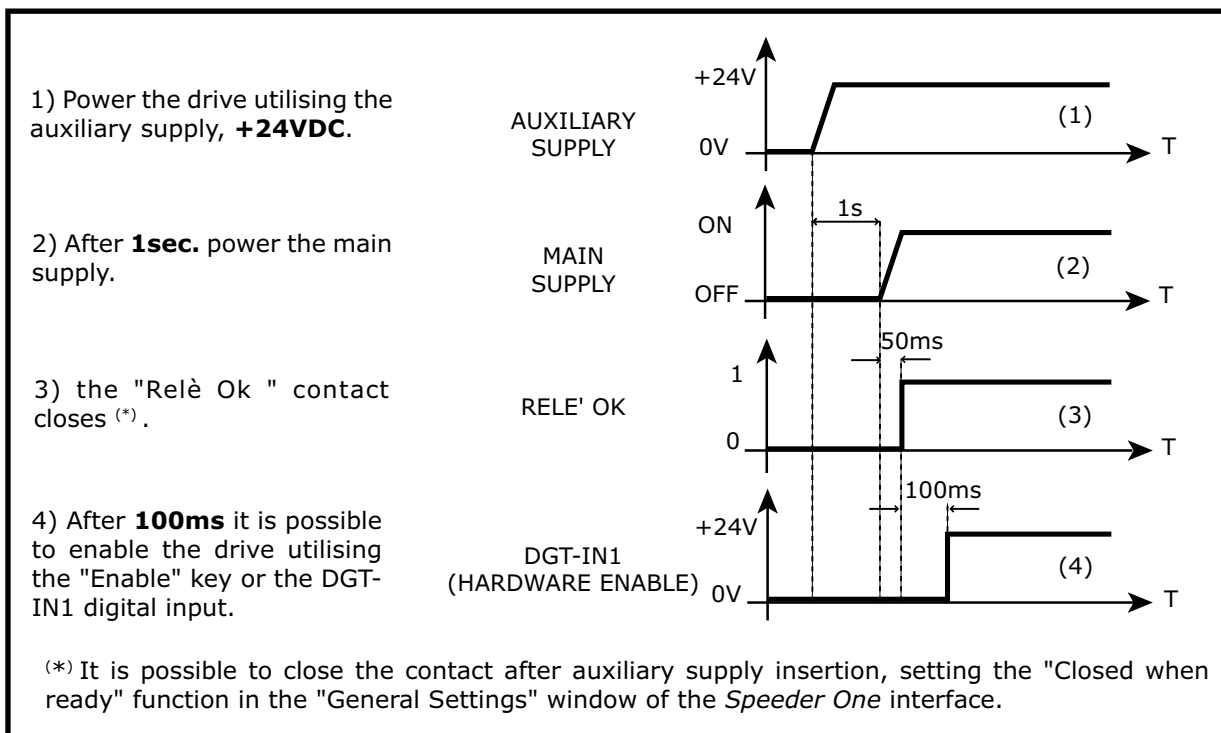 1) Power the drive utilising the
auxiliary supply, +24VDC.
AUXILIARY
SUPPLY
+24V
0V
(1)
T
2) After 1sec. power the main
supply.
MAIN
SUPPLY
ON
OFF
1s
(2)
T
3) the "Relè Ok " contact
closes (*) .
RELE' OK
1
0
50ms
(3)
T
4) After 100ms it is possible
to enable the drive utilising
the "Enable" key or the DGT-
IN1 digital input.
DGT-IN1
(HARDWARE ENABLE)
+24V
0V
100ms
(4)
T
(*) It is possible to close the contact after auxiliary supply insertion, setting the "Closed when
ready" function in the "General Settings" window of the Speeder One interface.